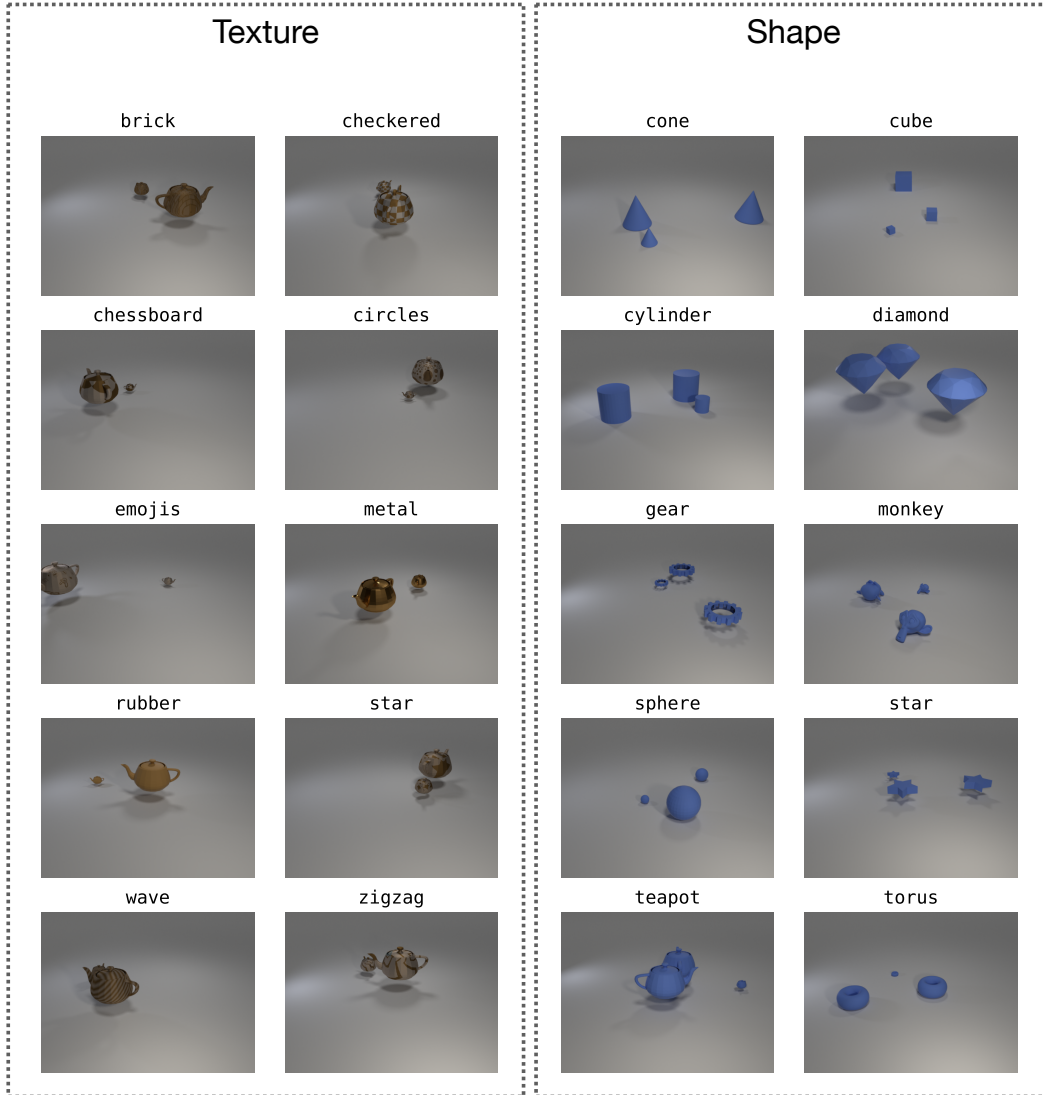 Texture
Shape
brick
checkered
cone
cube
chessboard
circles
cylinder
diamond
emojis
metal
gear
monkey
rubber
star
sphere
star
wave
zigzag
teapot
torus